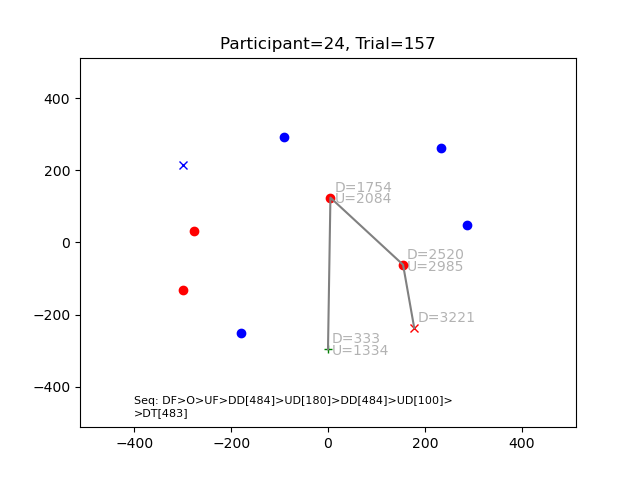 Participant=24, Trial=157
400
200
0
−200
−400
D=1754
U=2084
D=2520
U=2985
D=3221
D=333
U=1334
Seq: DF>O>UF>DD[484]>UD[180]>DD[484]>UD[100]>
>DT[483]
−400
−200
0
200
400